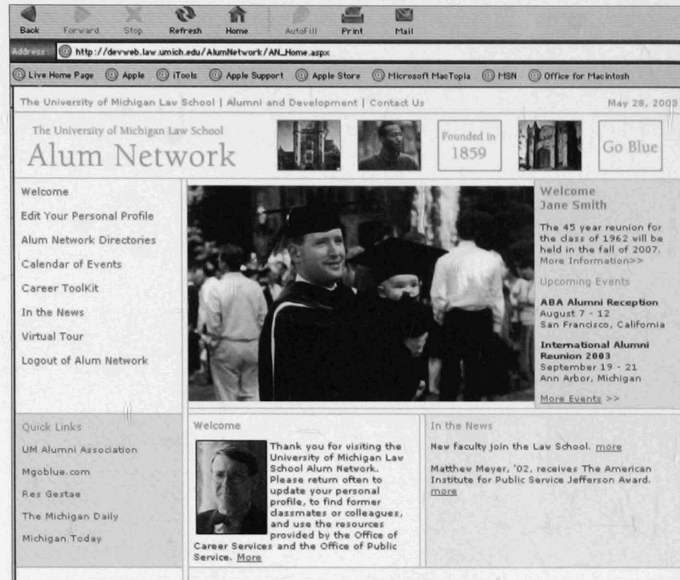 Back Forward Stop Refresh Home AutoFill Print Mail
Address: @ http://devweb.law.umich.edu/AlumNetwork/AN_Home.aspx
@ Live Home Page @ Apple @ iTools @ Apple Support @ Apple Store @ Microsoft MacTopia @ MSN @ Office for Macintosh
The University of Michigan Law School | Alumni and Development | Contact Us
May 28, 2003
The University of Michigan Law School
Alum Network
Founded in
1859
Go Blue
Welcome
Edit Your Personal Profile
Alum Network Directories
Calendar of Events
Career ToolKit
In the News
Virtual Tour
Logout of Alum Network
Welcome
Jane Smith
The 45 year reunion for
the class of 1962 will be
held in the fall of 2007.
More Information>>
Upcoming Events
ABA Alumni Reception
August 7 - 12
San Francisco, California
International Alumni
Reunion 2003
September 19 - 21
Ann Arbor, Michigan
More Events >>
Quick Links
UM Alumni Association
Mgoblue.com
Res Gestae
The Michigan Daily
Michigan Today
Welcome
Thank you for visiting the
University of Michigan Law
School Alum Network.
Please return often to
update your personal
profile, to find former
classmates or colleagues,
and use the resources
provided by the Office of
Career Services and the Office of Public
Service. More
In the News
New faculty join the Law School. more
Matthew Meyer, '02, receives The American
Institute for Public Service Jefferson Award.
more